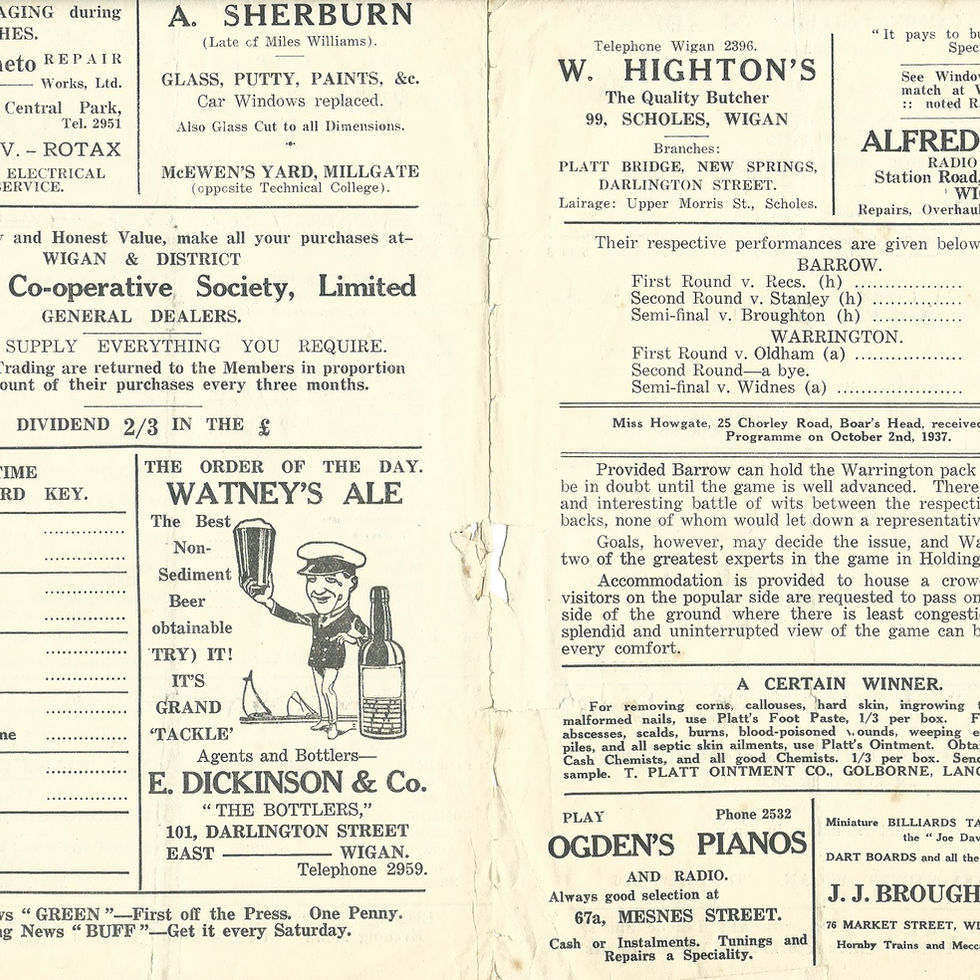 AGING during
HES.
neto REPAIR
Works, Ltd.
Central Park,
Tel. 2951
V. – ROTAX
ELECTRICAL
SERVICE.
A. SHERBURN
(Late of Miles Williams).
GLASS, PUTTY, PAINTS, &c.
Car Windows replaced.
Also Glass Cut to all Dimensions.
McEWEN'S YARD, MILLGATE
(opposite Technical College).
y and Honest Value, make all your purchases at–
WIGAN & DISTRICT
Co-operative Society, Limited
GENERAL DEALERS.
SUPPLY EVERYTHING YOU REQUIRE.
Trading are returned to the Members in proportion
ount of their purchases every three months.
DIVIDEND 2/3 IN THE £
TIME
RD KEY.
me
THE ORDER OF THE DAY.
WATNEY'S ALE
The Best
Non-
Sediment
Beer
obtainable
TRY) IT!
IT'S
GRAND
'TACKLE'
Agents and Bottlers—
E. DICKINSON & Co.
"THE BOTTLERS,"
101, DARLINGTON STREET
EAST ——— WIGAN.
Telephone 2959.
ws "GREEN"—First off the Press. One Penny.
ng News "BUFF"—Get it every Saturday.
Telephone Wigan 2396.
W. HIGHTON'S
The Quality Butcher
99, SCHOLES, WIGAN
Branches:
PLATT BRIDGE, NEW SPRINGS,
DARLINGTON STREET.
Lairage: Upper Morris St., Scholes.
"It pays to bu
Speci
See Window
match at W
:: noted Ra
ALFRED
RADIO
Station Road,
WI
Repairs, Overhaul
Their respective performances are given below
BARROW.
First Round v. Recs. (h) ...............
Second Round v. Stanley (h) ...............
Semi-final v. Broughton (h) ...............
WARRINGTON.
First Round v. Oldham (a) ...............
Second Round—a bye.
Semi-final v. Widnes (a) ...............
Miss Howgate, 25 Chorley Road, Boar's Head, received
Programme on October 2nd, 1937.
Provided Barrow can hold the Warrington pack
be in doubt until the game is well advanced. There
and interesting battle of wits between the respecti
backs, none of whom would let down a representativ
Goals, however, may decide the issue, and Wa
two of the greatest experts in the game in Holding
Accommodation is provided to house a crow
visitors on the popular side are requested to pass on
side of the ground where there is least congesti
splendid and uninterrupted view of the game can b
every comfort.
A CERTAIN WINNER.
For removing corns, callouses, hard skin, ingrowing t
malformed nails, use Platt's Foot Paste, 1/3 per box. F
abscesses, scalds, burns, blood-poisoned wounds, weeping e
piles, and all septic skin ailments, use Platt's Ointment. Obta
Cash Chemists, and all good Chemists. 1/3 per box. Send
sample. T. PLATT OINTMENT CO., GOLBORNE, LANC
PLAY Phone 2532
OGDEN'S PIANOS
AND RADIO.
Always good selection at
67a, MESNES STREET.
Cash or Instalments. Tunings and
Repairs a Speciality.
Miniature BILLIARDS TA
the "Joe Dav
DART BOARDS and all the
J. J. BROUGH
76 MARKET STREET, WI
Hornby Trains and Mecc